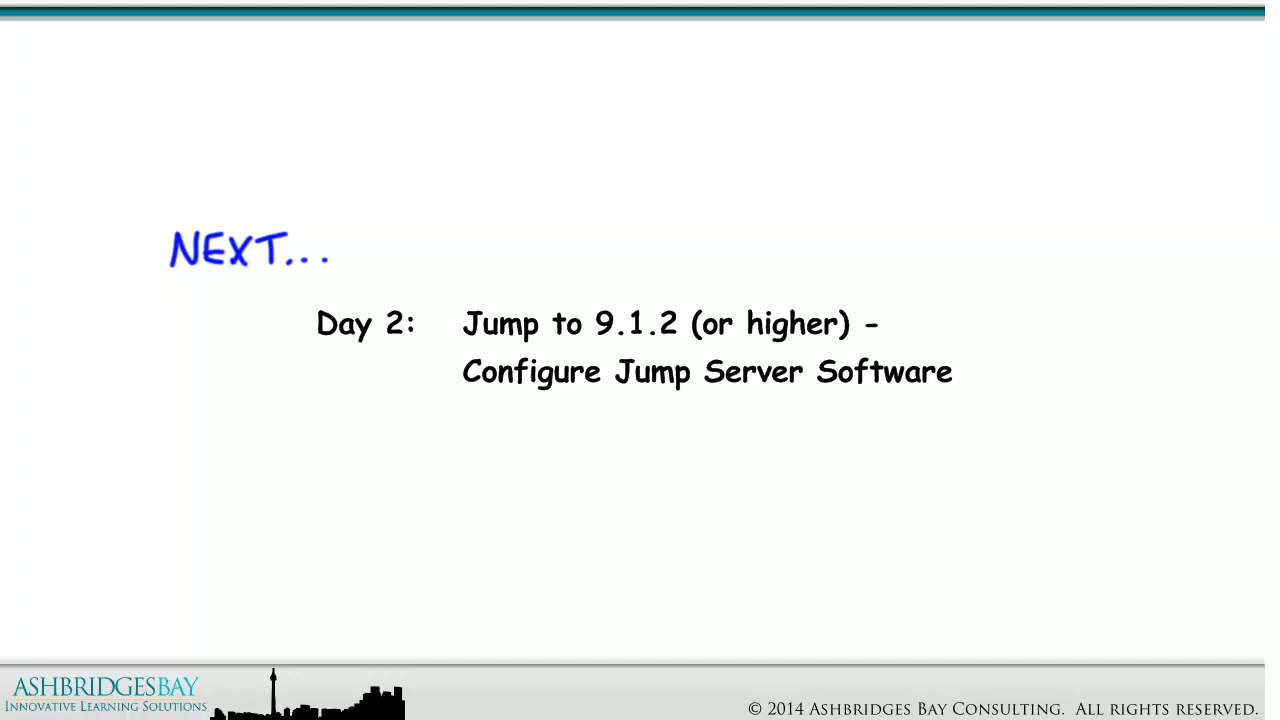 NEXT...
Day 2: Jump to 9.1.2 (or higher) -
Configure Jump Server Software
ASHBRIDGESBAY
INNOVATIVE LEARNING SOLUTIONS
© 2014 ASHBRIDGES BAY CONSULTING. ALL RIGHTS RESERVED.